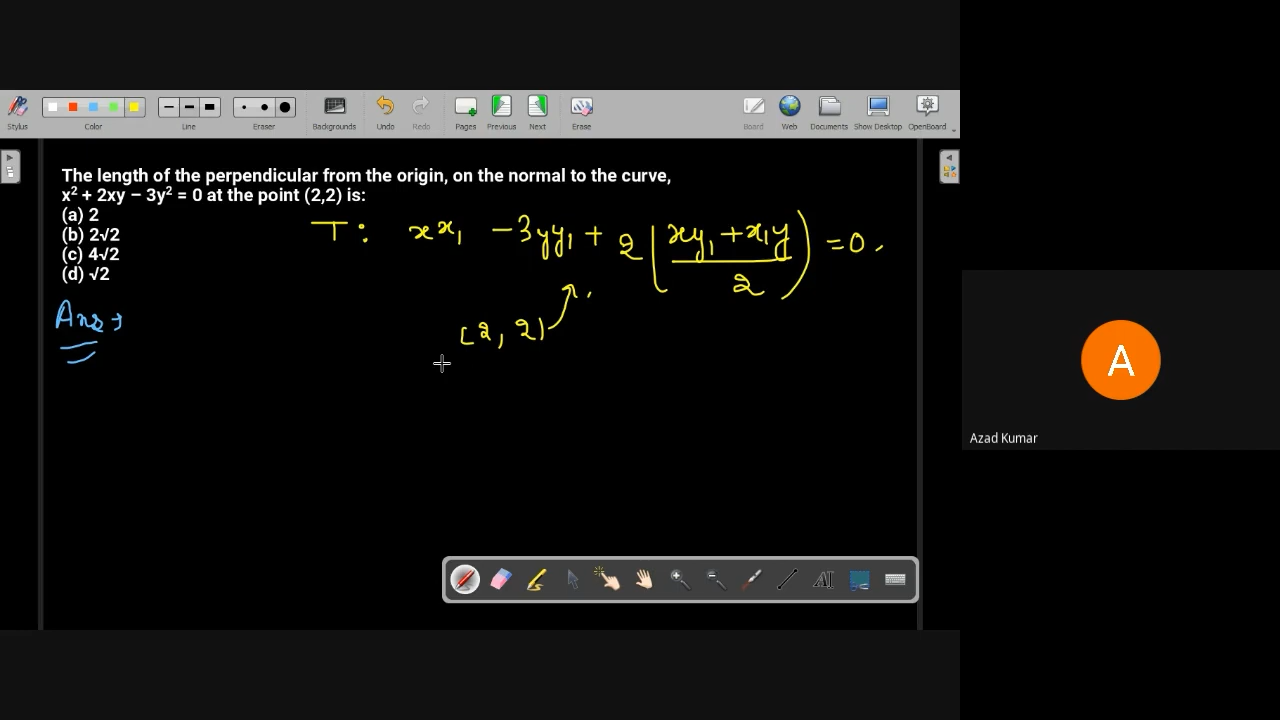 Stylus
Color
Line
Eraser
Backgrounds
Undo
Redo
Pages
Previous
Next
Erase
Board
Web
Documents
Show Desktop
OpenBoard
The length of the perpendicular from the origin, on the normal to the curve,
x² + 2xy − 3y² = 0 at the point (2,2) is:
(a) 2
(b) 2√2
(c) 4√2
(d) √2
T: xx₁ − 3yy₁ + 2 ((xy₁ + x₁y)/2) = 0.
(2, 2)
Ans →
A
Azad Kumar
AI